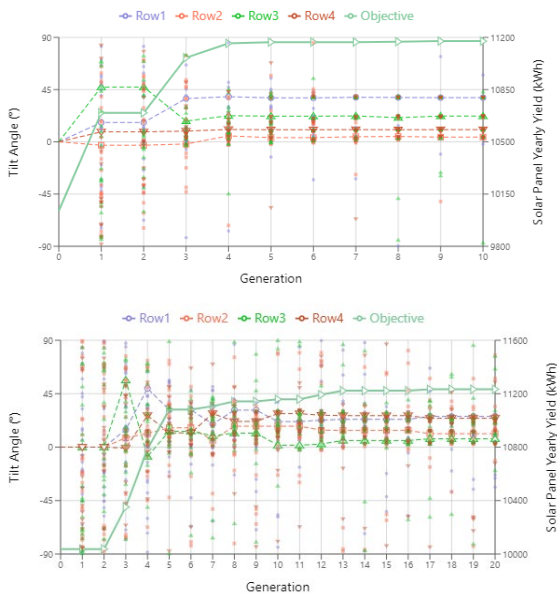 Row1 Row2 Row3 Row4 Objective
90 11200
45 10850
0 10500
-45 10150
-90 9800
0 1 2 3 4 5 6 7 8 9 10
Tilt Angle (º)
Solar Panel Yearly Yield (kWh)
Generation
Row1 Row2 Row3 Row4 Objective
90 11600
45 11200
0 10800
-45 10400
-90 10000
0 1 2 3 4 5 6 7 8 9 10 11 12 13 14 15 16 17 18 19 20
Tilt Angle (º)
Solar Panel Yearly Yield (kWh)
Generation